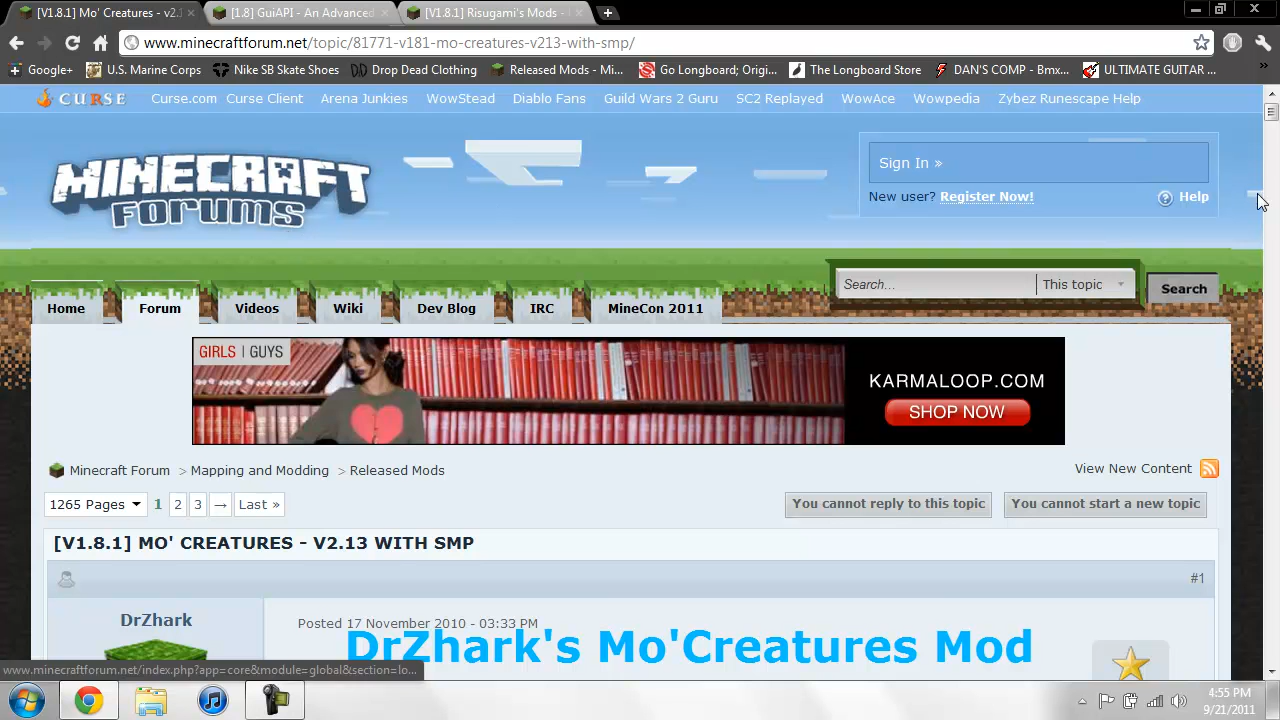 [V1.8.1] Mo' Creatures - v2.1
[1.8] GuiAPI - An Advanced
[V1.8.1] Risugami's Mods -
www.minecraftforum.net/topic/81771-v181-mo-creatures-v213-with-smp/
Google+ U.S. Marine Corps Nike SB Skate Shoes Drop Dead Clothing Released Mods - Mi... Go Longboard; Origi... The Longboard Store DAN'S COMP - Bmx... ULTIMATE GUITAR ... »
CURSE Curse.com Curse Client Arena Junkies WowStead Diablo Fans Guild Wars 2 Guru SC2 Replayed WowAce Wowpedia Zybez Runescape Help
MINECRAFT
FORUMS
Sign In »
New user? Register Now! Help
Search... This topic Search
Home Forum Videos Wiki Dev Blog IRC MineCon 2011
GIRLS | GUYS
KARMALOOP.COM
SHOP NOW
Minecraft Forum > Mapping and Modding > Released Mods
View New Content
1265 Pages 1 2 3 → Last »
You cannot reply to this topic You cannot start a new topic
[V1.8.1] MO' CREATURES - V2.13 WITH SMP
#1
DrZhark
Posted 17 November 2010 - 03:33 PM
DrZhark's Mo'Creatures Mod
www.minecraftforum.net/index.php?app=core&module=global&section=lo...
4:55 PM
9/21/2011